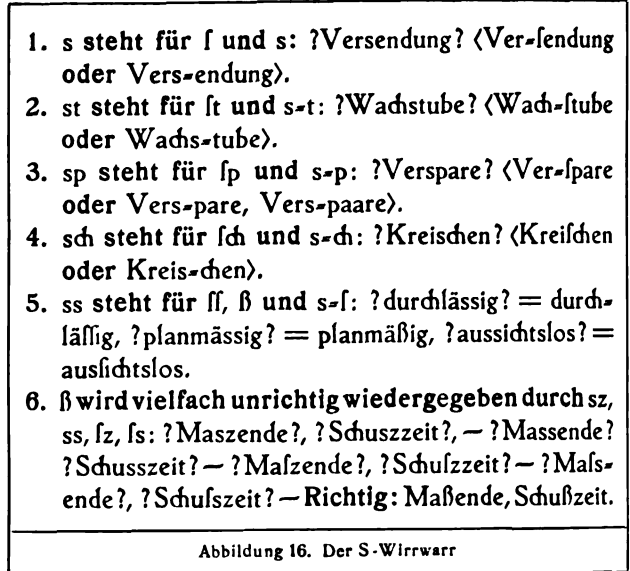 1. s steht für ſ und s: ?Versendung? ⟨Ver-ſendung
oder Vers-endung⟩.
2. st steht für ſt und s-t: ?Wachstube? ⟨Wach-ſtube
oder Wachs-tube⟩.
3. sp steht für ſp und s-p: ?Verspare? ⟨Ver-ſpare
oder Vers-pare, Vers-paare⟩.
4. sch steht für ſch und s-ch: ?Kreischen? ⟨Kreiſchen
oder Kreis-chen⟩.
5. ss steht für ſſ, ß und s-ſ: ?durchlässig? = durch-
läſſig, ?planmässig? = planmäßig, ?aussichtslos? =
ausſichtslos.
6. ß wird vielfach unrichtig wiedergegeben durch sz,
ss, ſz, ſs: ?Maszende?, ?Schuszzeit?, — ?Massende?
?Schusszeit? — ?Maſzende?, ?Schuſzzeit? — ?Maſs-
ende?, ?Schuſszeit? — Richtig: Maßende, Schußzeit.
Abbildung 16. Der S-Wirrwarr